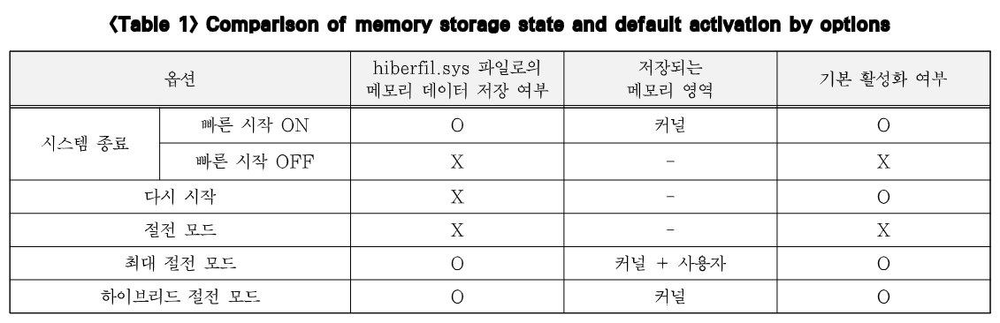 <Table 1> Comparison of memory storage state and default activation by options
옵션 hiberfil.sys 파일로의 메모리 데이터 저장 여부 저장되는 메모리 영역 기본 활성화 여부
시스템 종료 빠른 시작 ON O 커널 O
빠른 시작 OFF X - X
다시 시작 X - O
절전 모드 X - X
최대 절전 모드 O 커널 + 사용자 O
하이브리드 절전 모드 O 커널 O